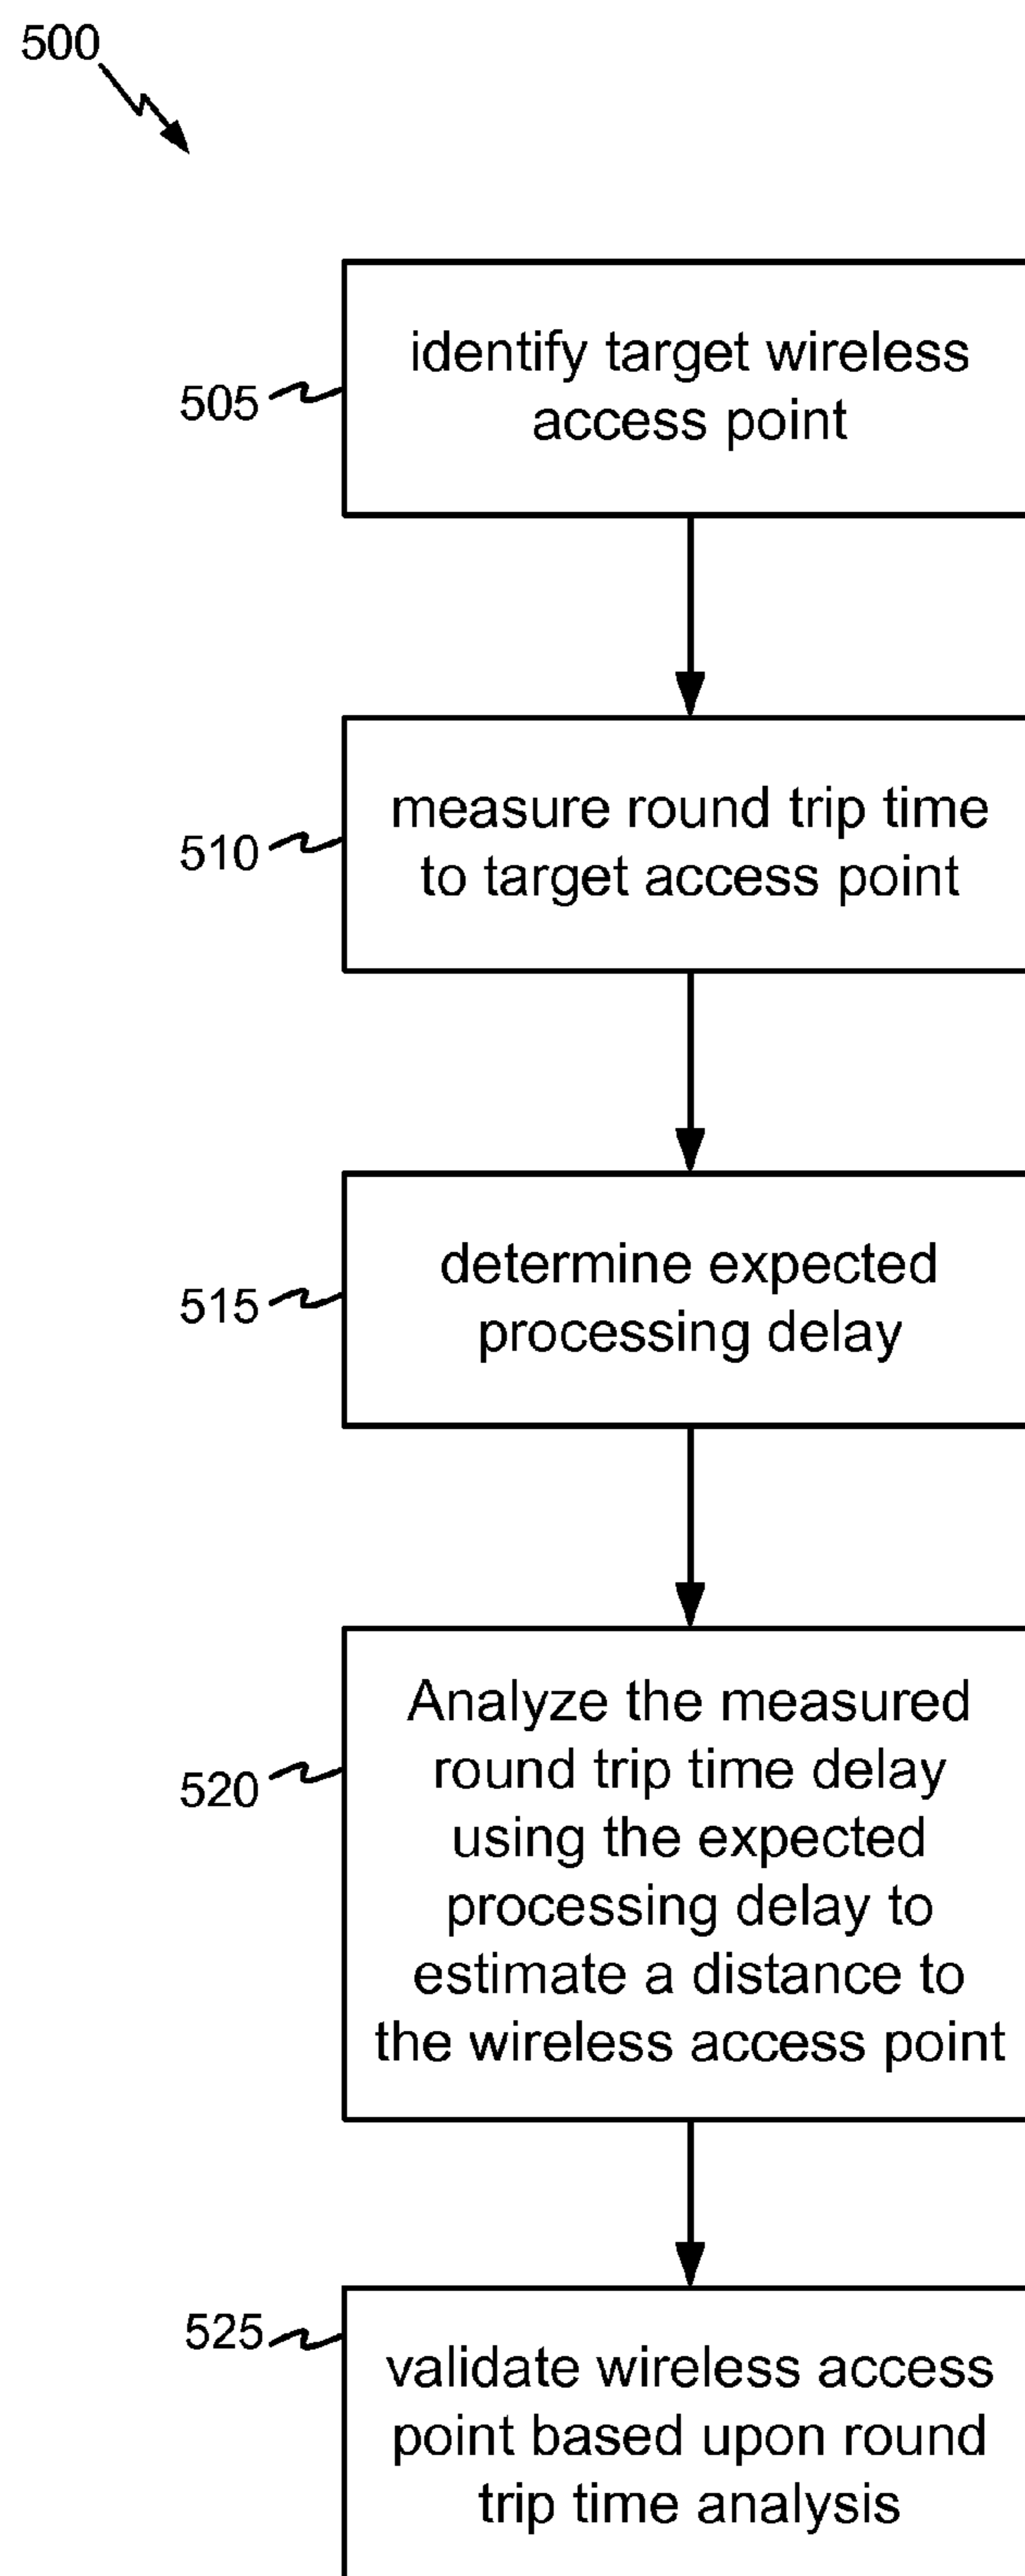 500
505
identify target wireless
access point
510
measure round trip time
to target access point
515
determine expected
processing delay
520
Analyze the measured
round trip time delay
using the expected
processing delay to
estimate a distance to
the wireless access point
525
validate wireless access
point based upon round
trip time analysis